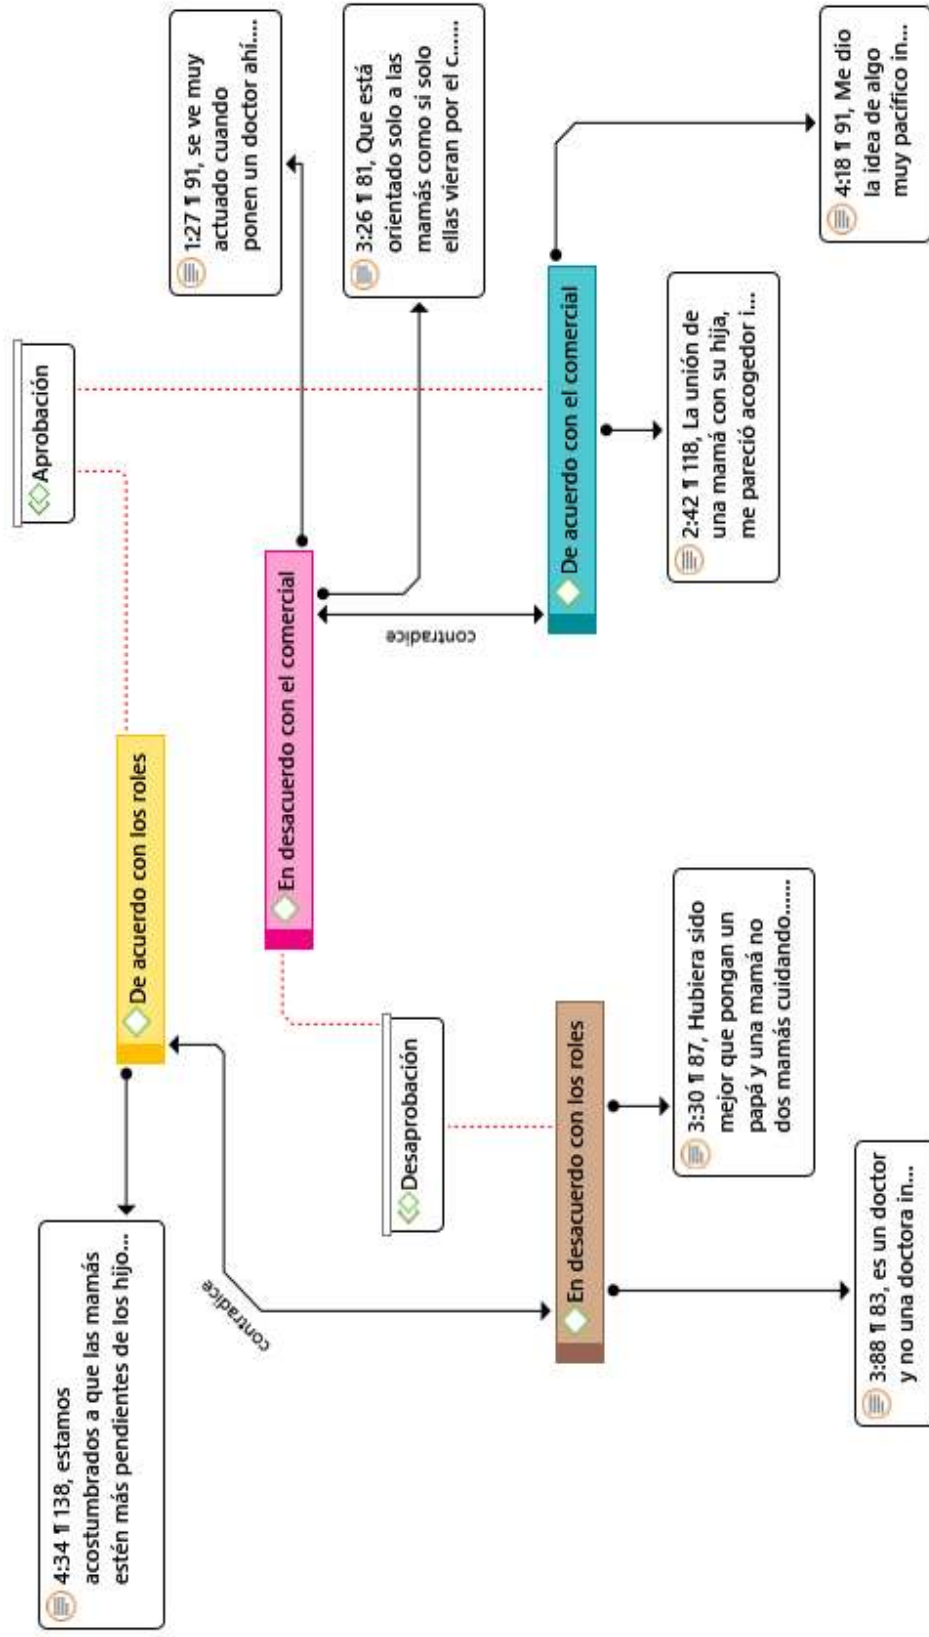 4:34 ¶ 138, estamos
acostumbrados a que las mamás
estén más pendientes de los hijo...
De acuerdo con los roles
Aprobación
contradice
En desacuerdo con el comercial
1:27 ¶ 91, se ve muy
actuado cuando
ponen un doctor ahí....
3:26 ¶ 81, Que está
orientado solo a las
mamás como si solo
ellas vieran por el c......
Desaprobación
contradice
En desacuerdo con los roles
De acuerdo con el comercial
3:30 ¶ 87, Hubiera sido
mejor que pongan un
papá y una mamá no
dos mamás cuidando......
2:42 ¶ 118, La unión de
una mamá con su hija,
me pareció acogedor i...
3:88 ¶ 83, es un doctor
y no una doctora in...
4:18 ¶ 91, Me dio
la idea de algo
muy pacífico in...